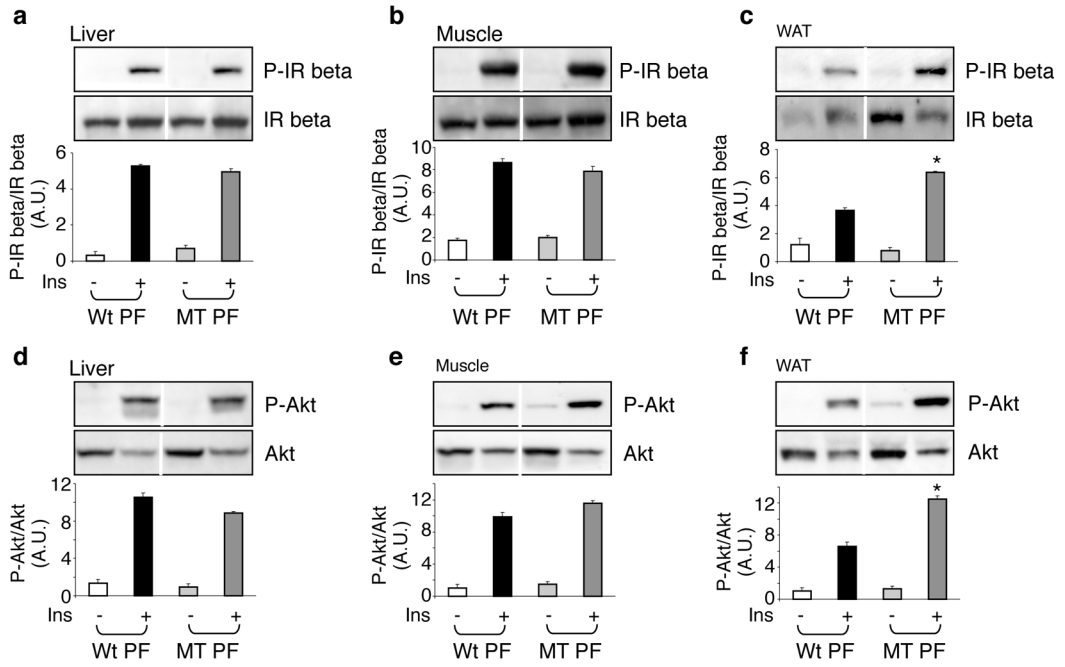 a
Liver
P-IR beta
IR beta
P-IR beta/IR beta
(A.U.)
6
4
2
0
Ins - + - +
Wt PF MT PF
b
Muscle
P-IR beta
IR beta
P-IR beta/IR beta
(A.U.)
10
8
6
4
2
0
- + - +
Wt PF MT PF
c
WAT
P-IR beta
IR beta
P-IR beta/IR beta
(A.U.)
8
6
4
2
0
*
Ins - + - +
Wt PF MT PF
d
Liver
P-Akt
Akt
P-Akt/Akt
(A.U.)
12
8
4
0
Ins - + - +
Wt PF MT PF
e
Muscle
P-Akt
Akt
P-Akt/Akt
(A.U.)
12
8
4
0
Ins - + - +
Wt PF MT PF
f
WAT
P-Akt
Akt
P-Akt/Akt
(A.U.)
12
8
4
0
*
Ins - + - +
Wt PF MT PF